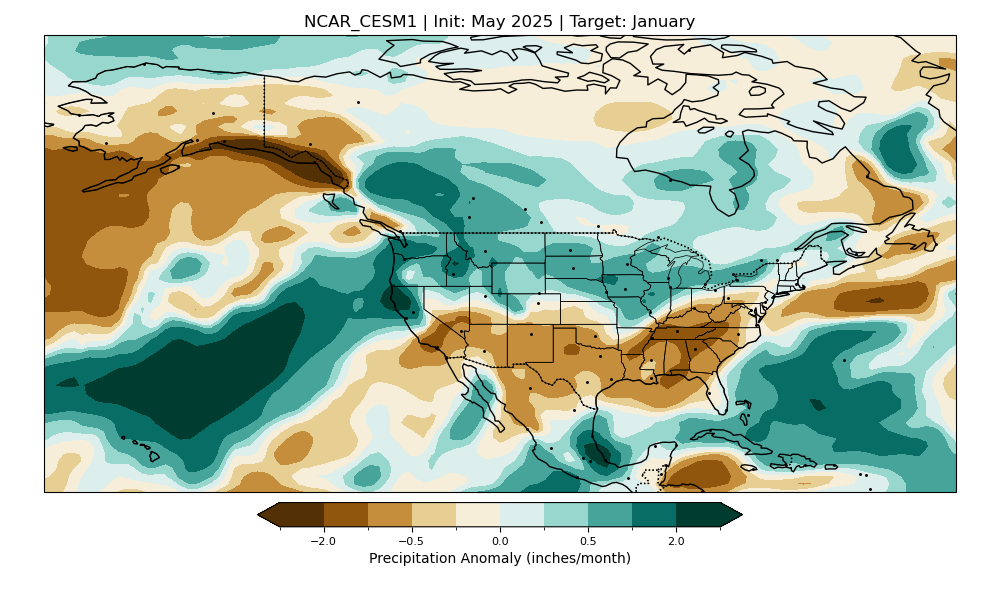 NCAR_CESM1 | Init: May 2025 | Target: January
−2.0 −0.5 0.0 0.5 2.0
Precipitation Anomaly (inches/month)